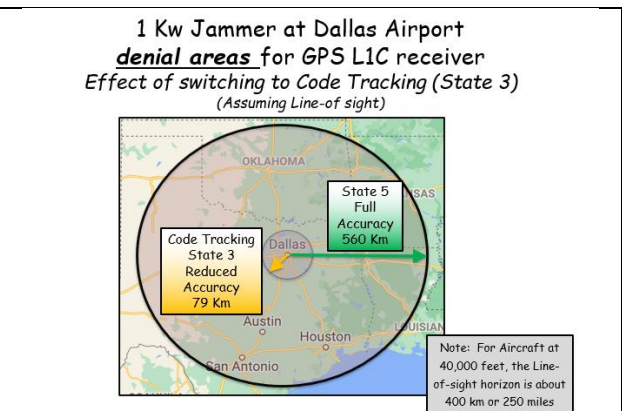 1 Kw Jammer at Dallas Airport
denial areas for GPS L1C receiver
Effect of switching to Code Tracking (State 3)
(Assuming Line-of sight)
OKLAHOMA
State 5
Full
Accuracy
560 Km
SAS
Code Tracking
State 3
Reduced
Accuracy
79 Km
Dallas
Austin
Houston
San Antonio
LOUISIAN
Note: For Aircraft at
40,000 feet, the Line-
of-sight horizon is about
400 km or 250 miles